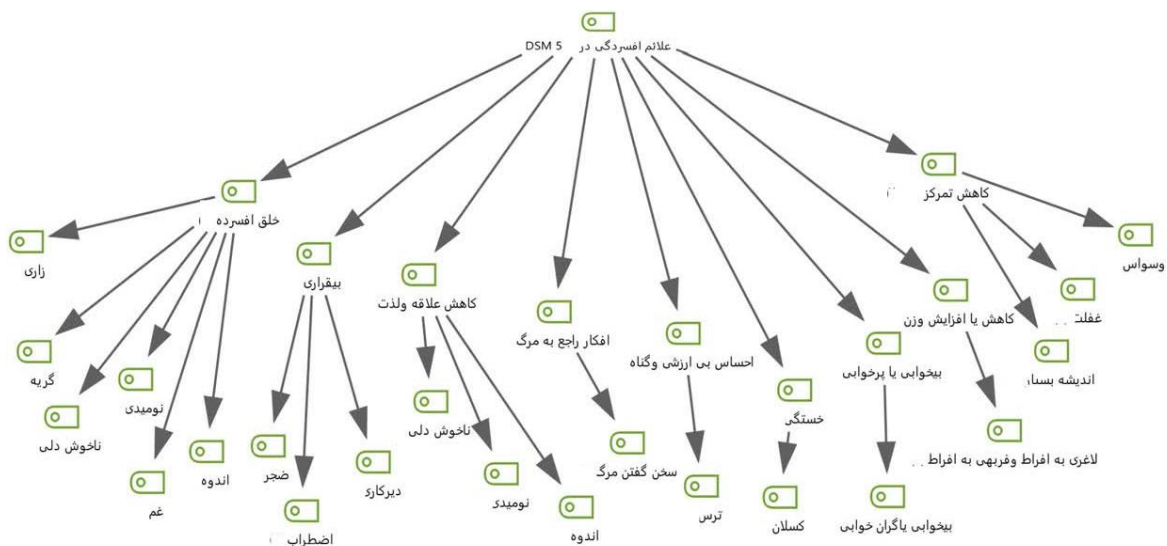 علائم افسردگی در DSM 5
خلق افسرده
بیقراری
کاهش علاقه ولذت
افکار راجع به مرگ
احساس بی ارزشی وگناه
خستگی
بیخوابی یا پرخوابی
کاهش یا افزایش وزن
کاهش تمرکز
زاری
گریه
ناخوش دلی
نومیدی
غم
اندوه
ضجر
اضطراب
دیرکاری
ناخوش دلی
نومیدی
اندوه
سخن گفتن مرگ
ترس
کسلان
بیخوابی یاگران خوابی
لاغری به افراط وفربهی به افراط
اندیشه بسیار
غفلت
وسواس